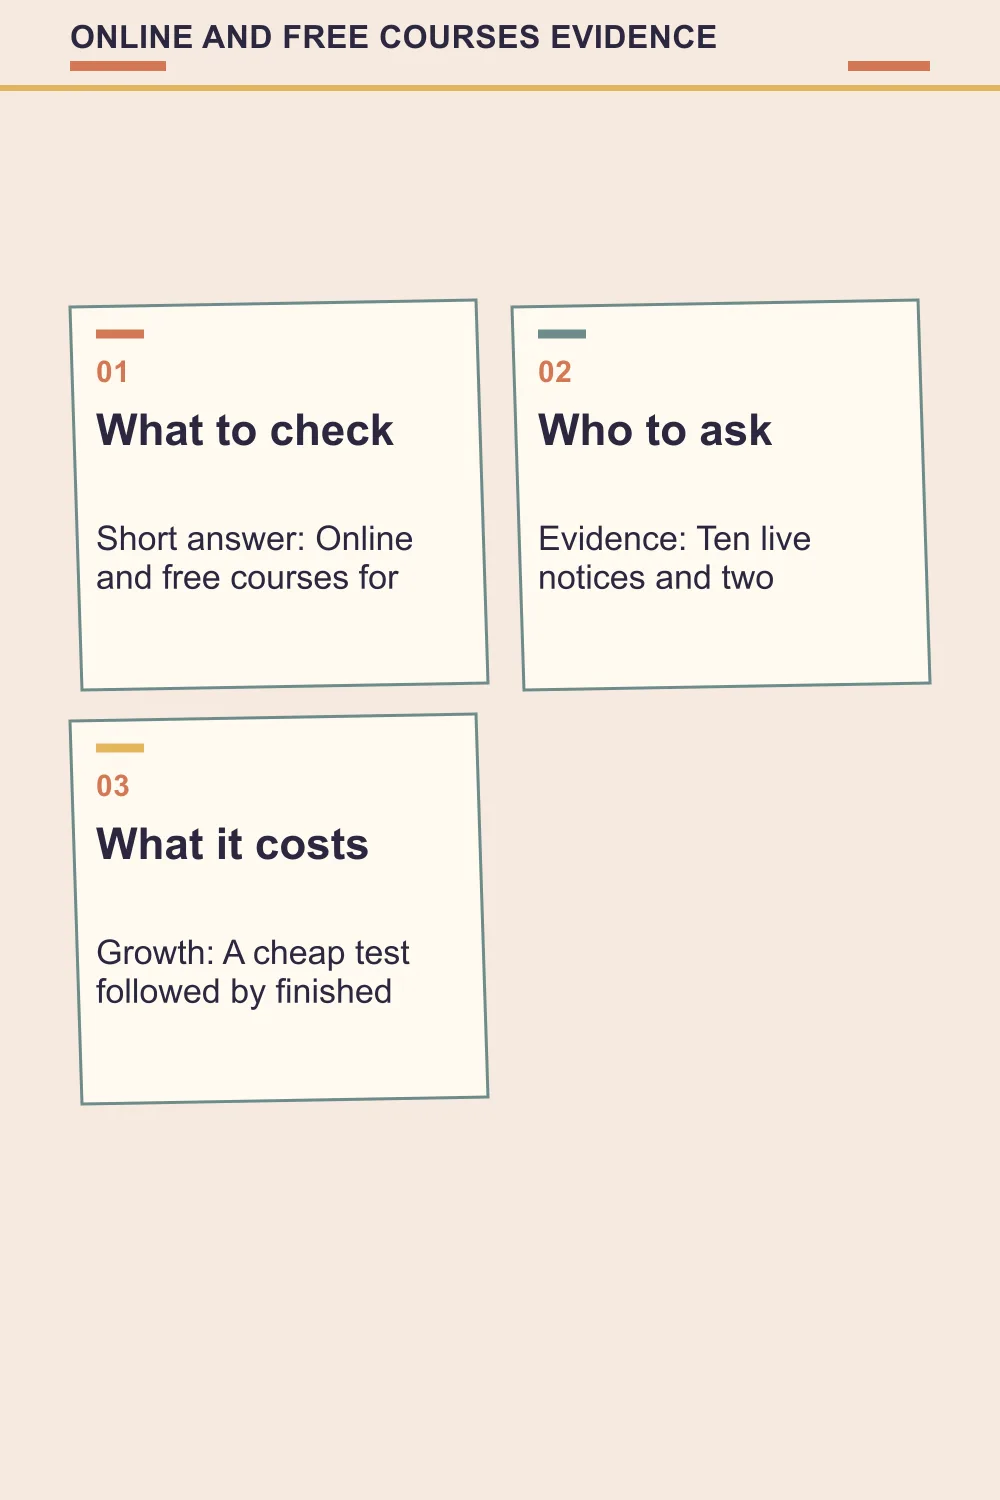 ONLINE AND FREE COURSES EVIDENCE
01
What to check
Short answer: Online
and free courses for
02
Who to ask
Evidence: Ten live
notices and two
03
What it costs
Growth: A cheap test
followed by finished